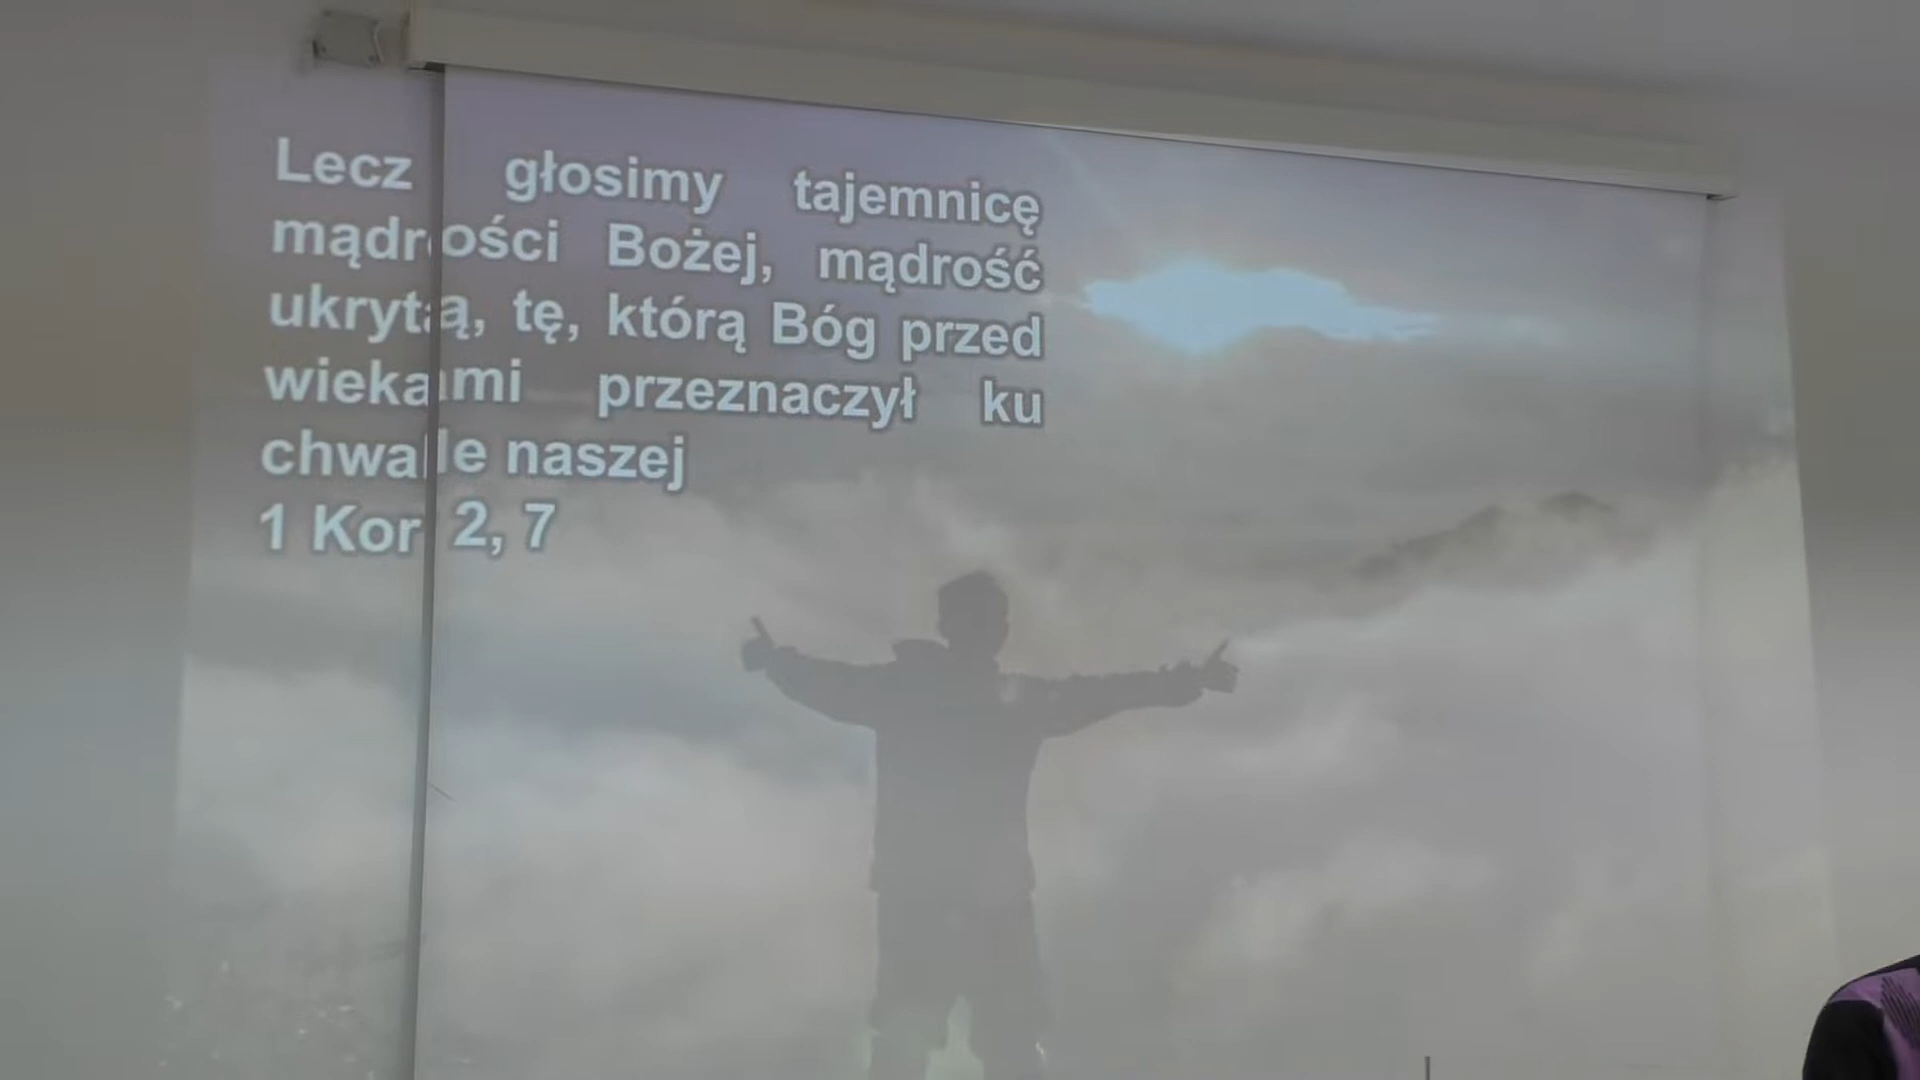 Lecz głosimy tajemnicę
mądrości Bożej, mądrość
ukrytą, tę, którą Bóg przed
wiekami przeznaczył ku
chwale naszej
1 Kor 2, 7